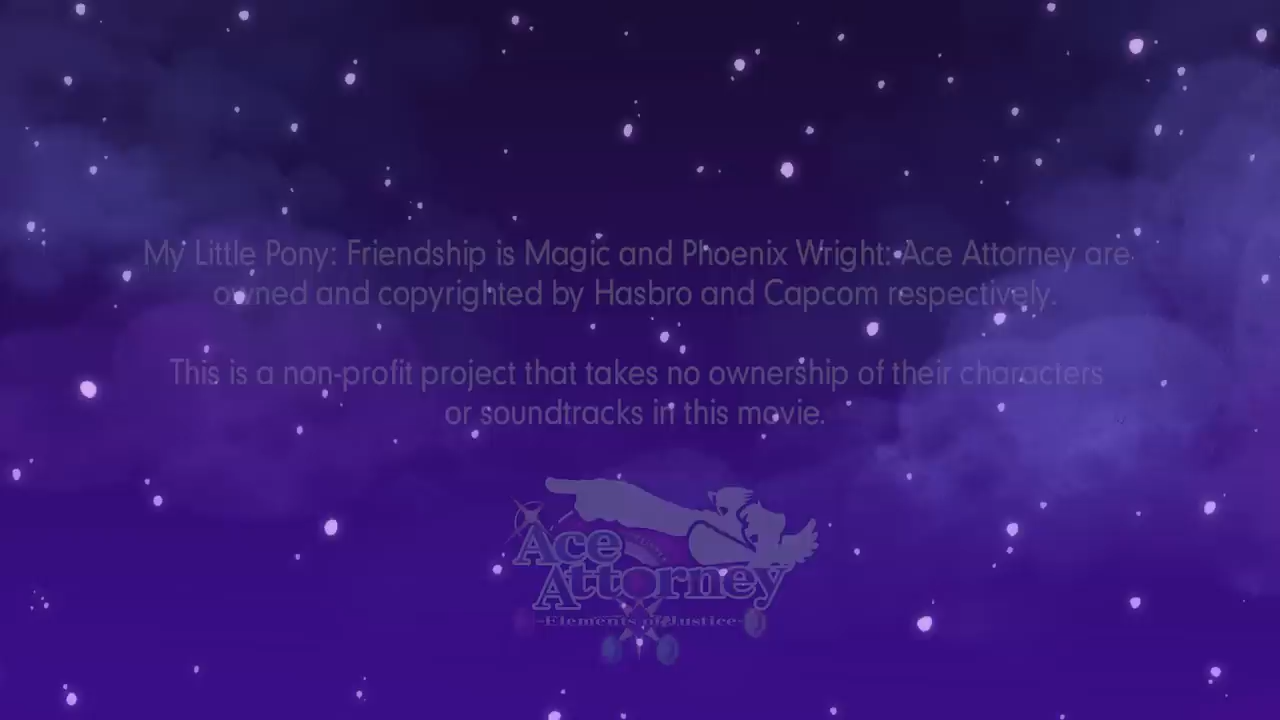 My Little Pony: Friendship is Magic and Phoenix Wright: Ace Attorney are
owned and copyrighted by Hasbro and Capcom respectively.
This is a non-profit project that takes no ownership of their characters
or soundtracks in this movie.
Ace
Attorney
-Elements of Justice-